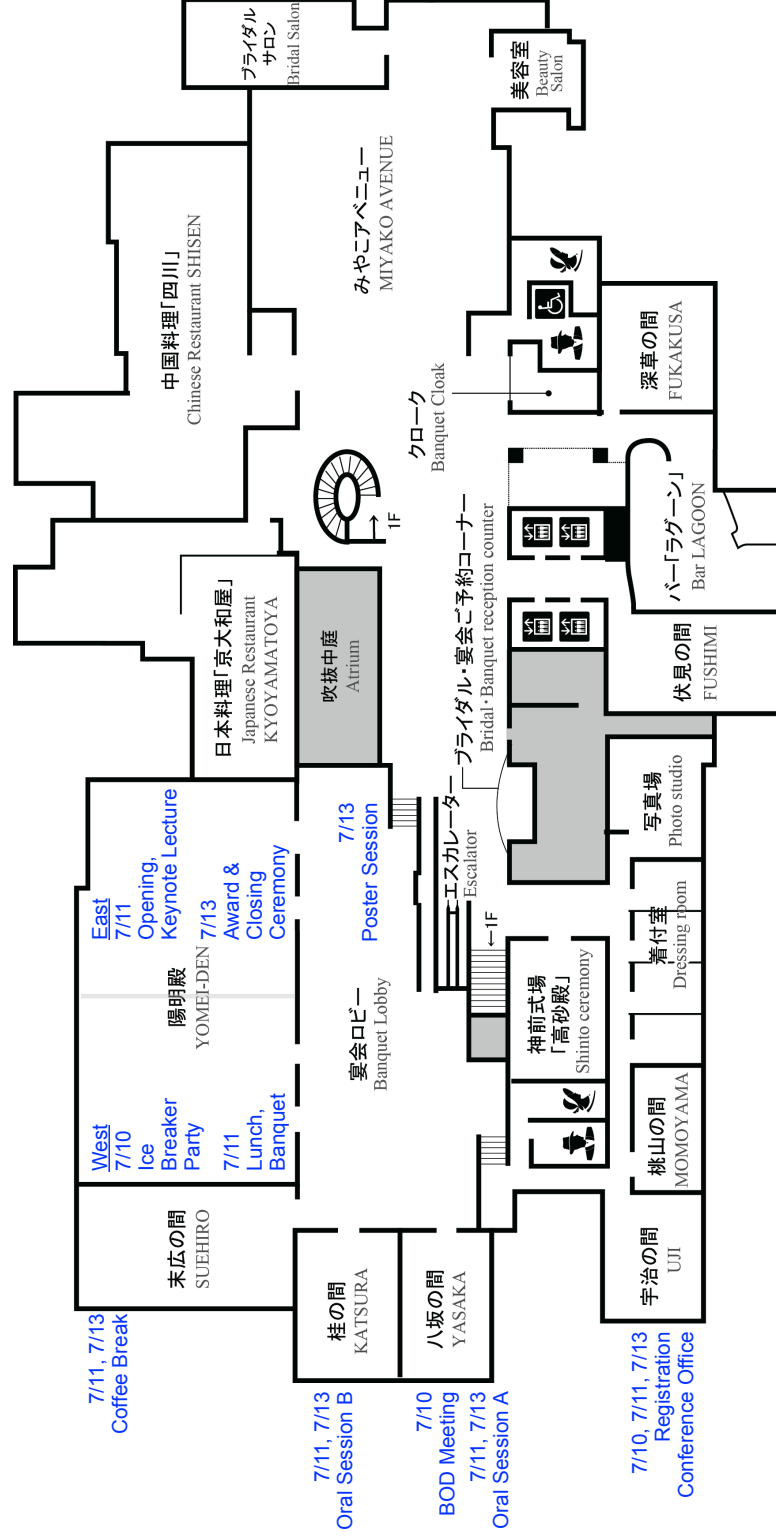 ブライダル
サロン
Bridal Salon
美容室
Beauty
Salon
みやこアベニュー
MIYAKO AVENUE
中国料理「四川」
Chinese Restaurant SHISEN
クローク
Banquet Cloak
深草の間
FUKAKUSA
→
1F
バー「ラグーン」
Bar LAGOON
日本料理「京大和屋」
Japanese Restaurant
KYOYAMATOYA
吹抜中庭
Atrium
ブライダル・宴会ご予約コーナー
Bridal・Banquet reception counter
伏見の間
FUSHIMI
エスカレーター
Escalator
写真場
Photo studio
着付室
Dressing room
←1F
East
7/11
Opening,
Keynote Lecture
7/13
Award &
Closing
Ceremony
7/13
Poster Session
陽明殿
YOMEI-DEN
宴会ロビー
Banquet Lobby
神前式場
「高砂殿」
Shinto ceremony
West
7/10
Ice
Breaker
Party
7/11
Lunch,
Banquet
桃山の間
MOMOYAMA
末広の間
SUEHIRO
桂の間
KATSURA
八坂の間
YASAKA
宇治の間
UJI
7/11, 7/13
Coffee Break
7/11, 7/13
Oral Session B
7/10
BOD Meeting
7/11, 7/13
Oral Session A
7/10, 7/11, 7/13
Registration
Conference Office